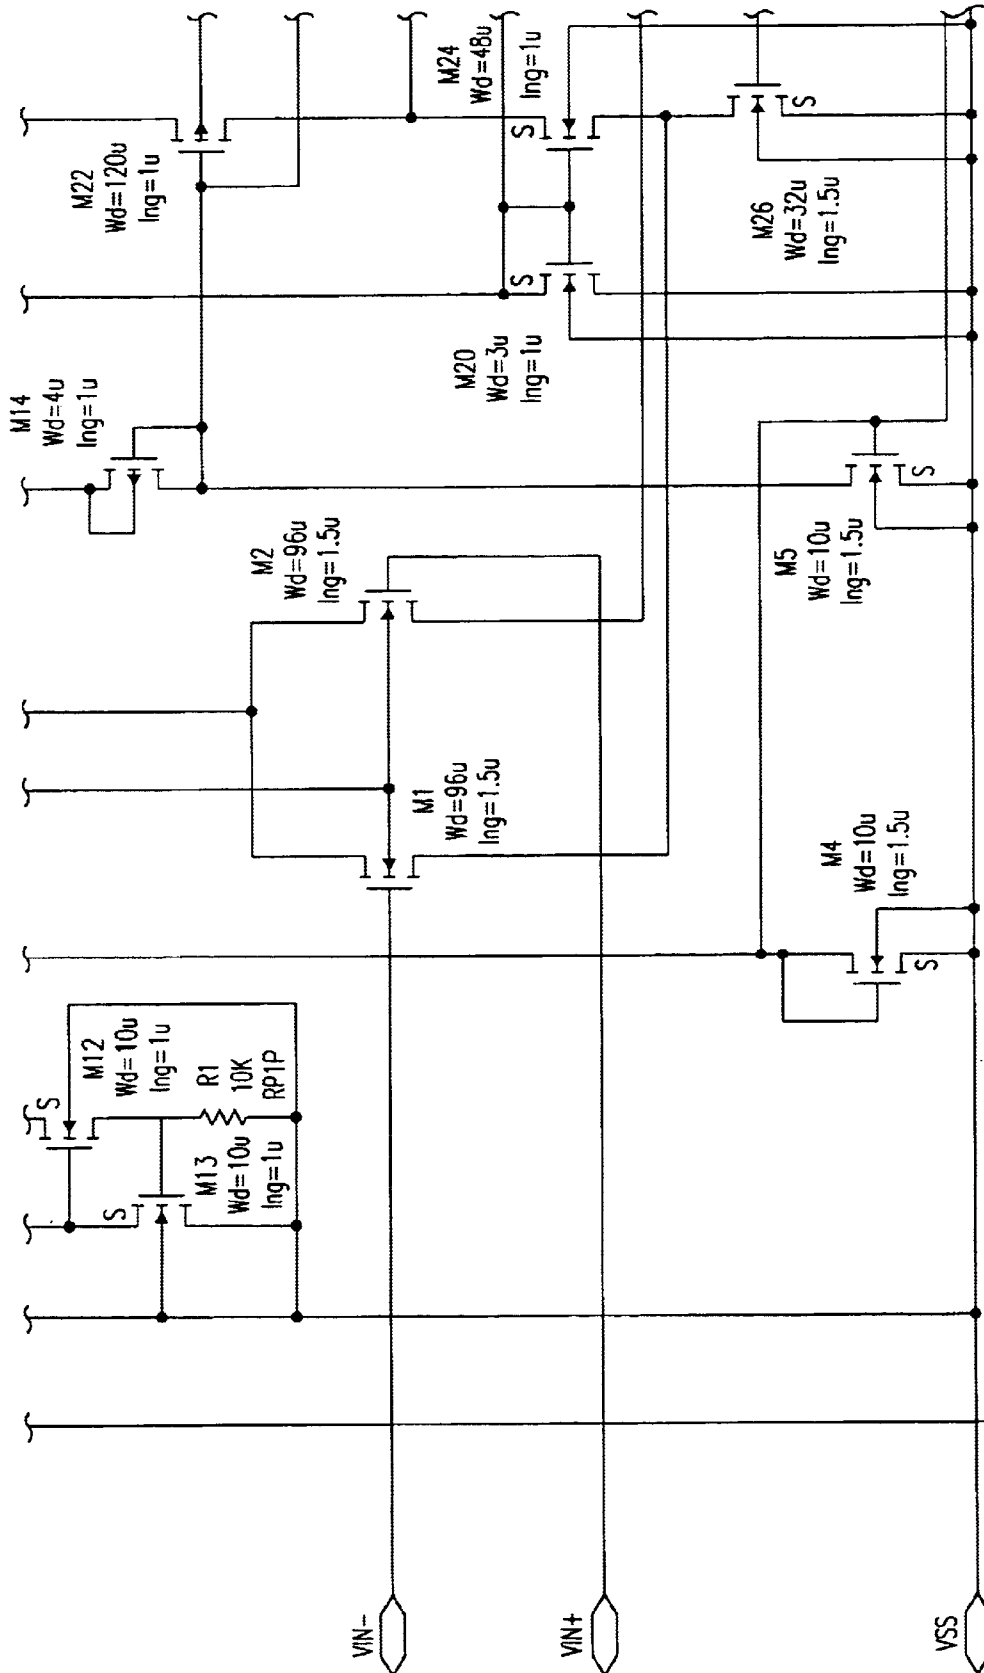 M12
Wd=10u
lng=1u
S
R1
10K
RP1P
M13
Wd=10u
lng=1u
S
M14
Wd=4u
lng=1u
M22
Wd=120u
lng=1u
M24
Wd=48u
lng=1u
S
M20
Wd=3u
lng=1u
S
M26
Wd=32u
lng=1.5u
S
M2
Wd=96u
lng=1.5u
M1
Wd=96u
lng=1.5u
M4
Wd=10u
lng=1.5u
S
M5
Wd=10u
lng=1.5u
S
VIN-
VIN+
VSS